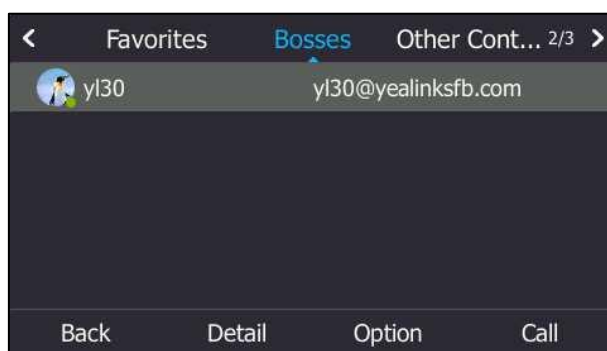 < Favorites Bosses Other Cont... 2/3 >
yl30 yl30@yealinksfb.com
Back Detail Option Call